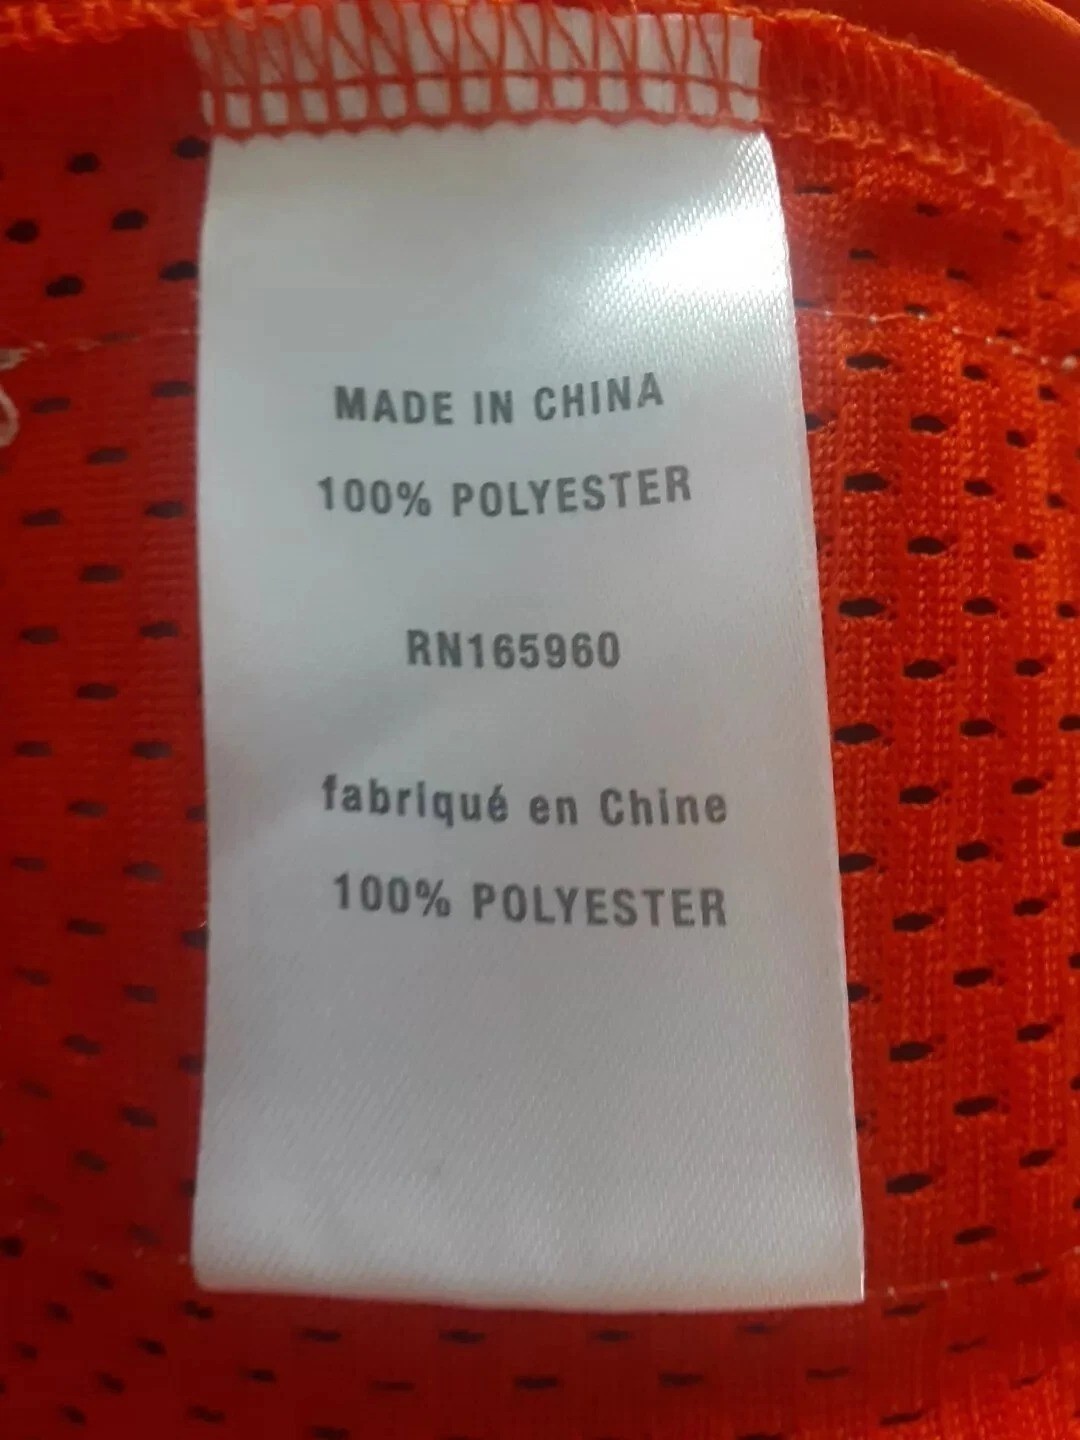 MADE IN CHINA
100% POLYESTER
RN165960
fabriqué en Chine
100% POLYESTER